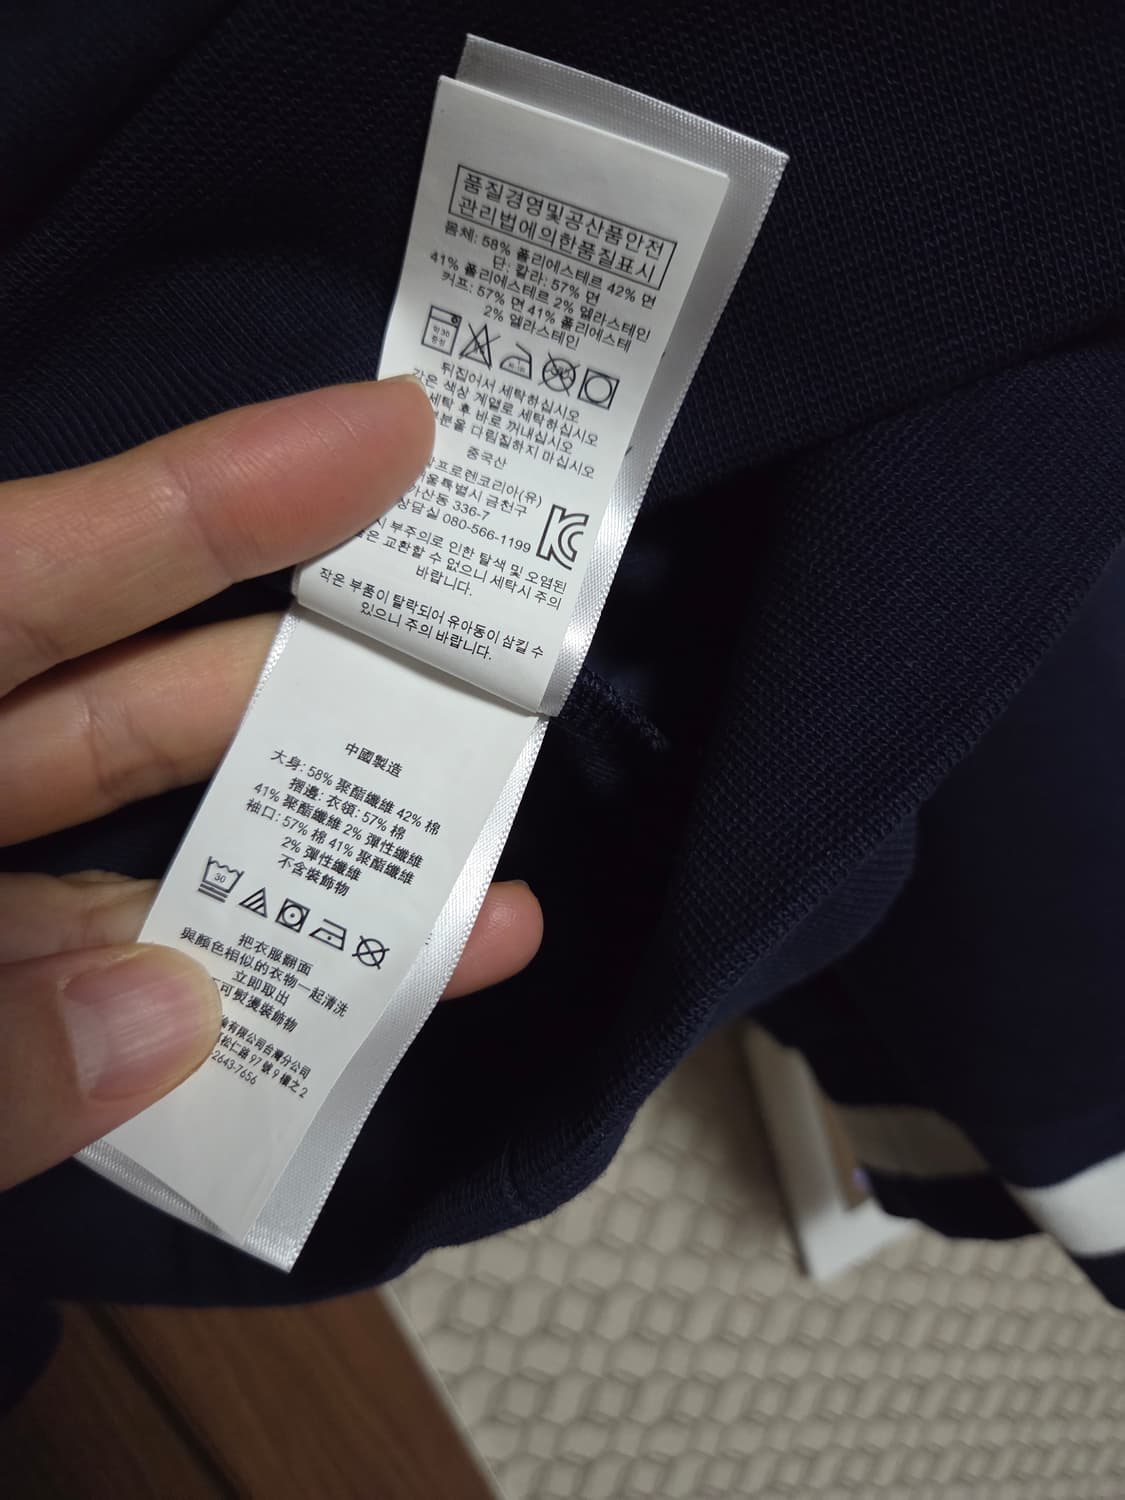 품질경영및공산품안전
관리법에의한품질표시
몸체: 58% 폴리에스테르 42% 면
단: 칼라: 57% 면
41% 폴리에스테르 2% 엘라스테인
커프: 57% 면 41% 폴리에스테
2% 엘라스테인
약 30
중성
뒤집어서 세탁하십시오
같은 색상 계열로 세탁하십시오
세탁 후 바로 꺼내십시오
다림질하지 마십시오
중국산
랄프로렌코리아(유)
서울특별시 금천구
가산동 336-7
상담실 080-566-1199
부주의로 인한 탈색 및 오염된
교환할 수 없으니 세탁시 주의
바랍니다.
작은 부품이 탈락되어 유아동이 삼킬 수
있으니 주의 바랍니다.
中國製造
大身: 58% 聚酯纖維 42% 棉
摺邊: 衣領: 57% 棉
41% 聚酯纖維 2% 彈性纖維
袖口: 57% 棉 41% 聚酯纖維
2% 彈性纖維
不含裝飾物
30
把衣服翻面
與顏色相似的衣物一起清洗
立即取出
不可熨燙裝飾物
有限公司台灣分公司
松仁路 97 號 9 樓之 2
-2643-7656